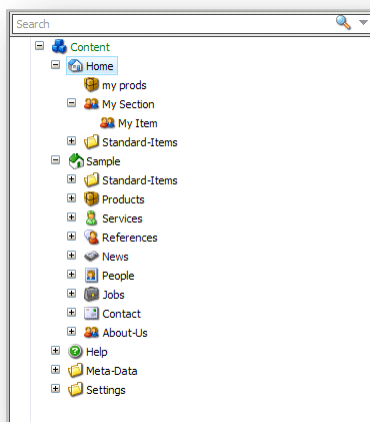 Search
Content
Home
my prods
My Section
My Item
Standard-Items
Sample
Standard-Items
Products
Services
References
News
People
Jobs
Contact
About-Us
Help
Meta-Data
Settings